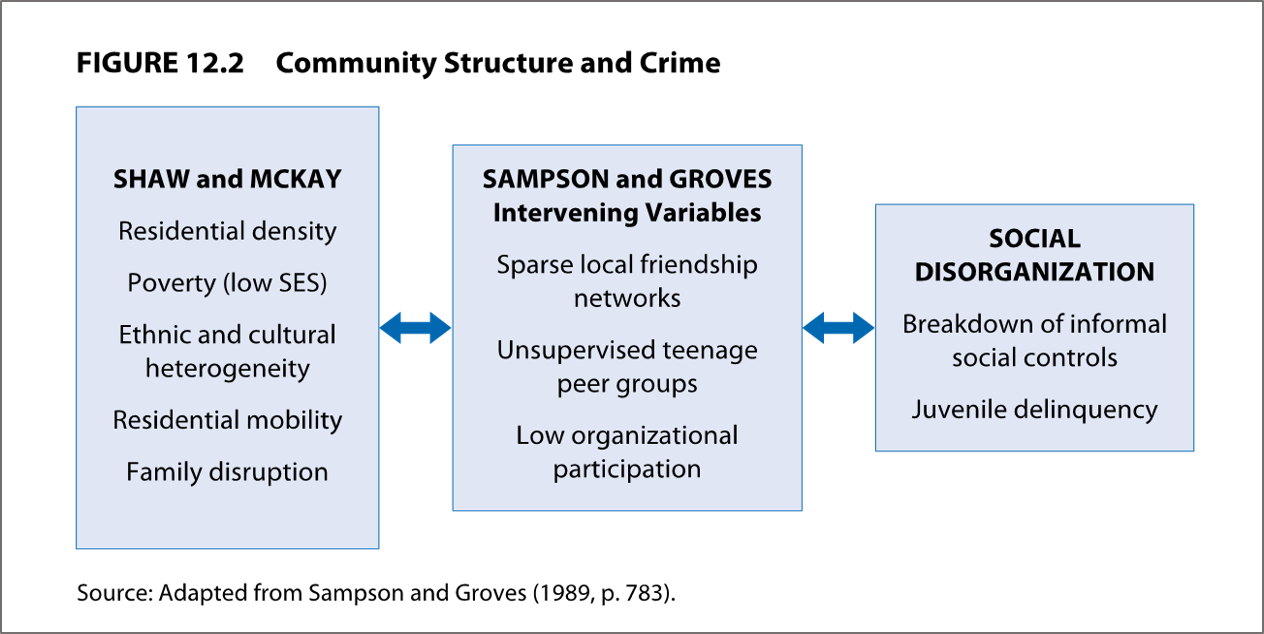 FIGURE 12.2 Community Structure and Crime
SHAW and MCKAY
Residential density
Poverty (low SES)
Ethnic and cultural
heterogeneity
Residential mobility
Family disruption
SAMPSON and GROVES
Intervening Variables
Sparse local friendship
networks
Unsupervised teenage
peer groups
Low organizational
participation
SOCIAL
DISORGANIZATION
Breakdown of informal
social controls
Juvenile delinquency
Source: Adapted from Sampson and Groves (1989, p. 783).